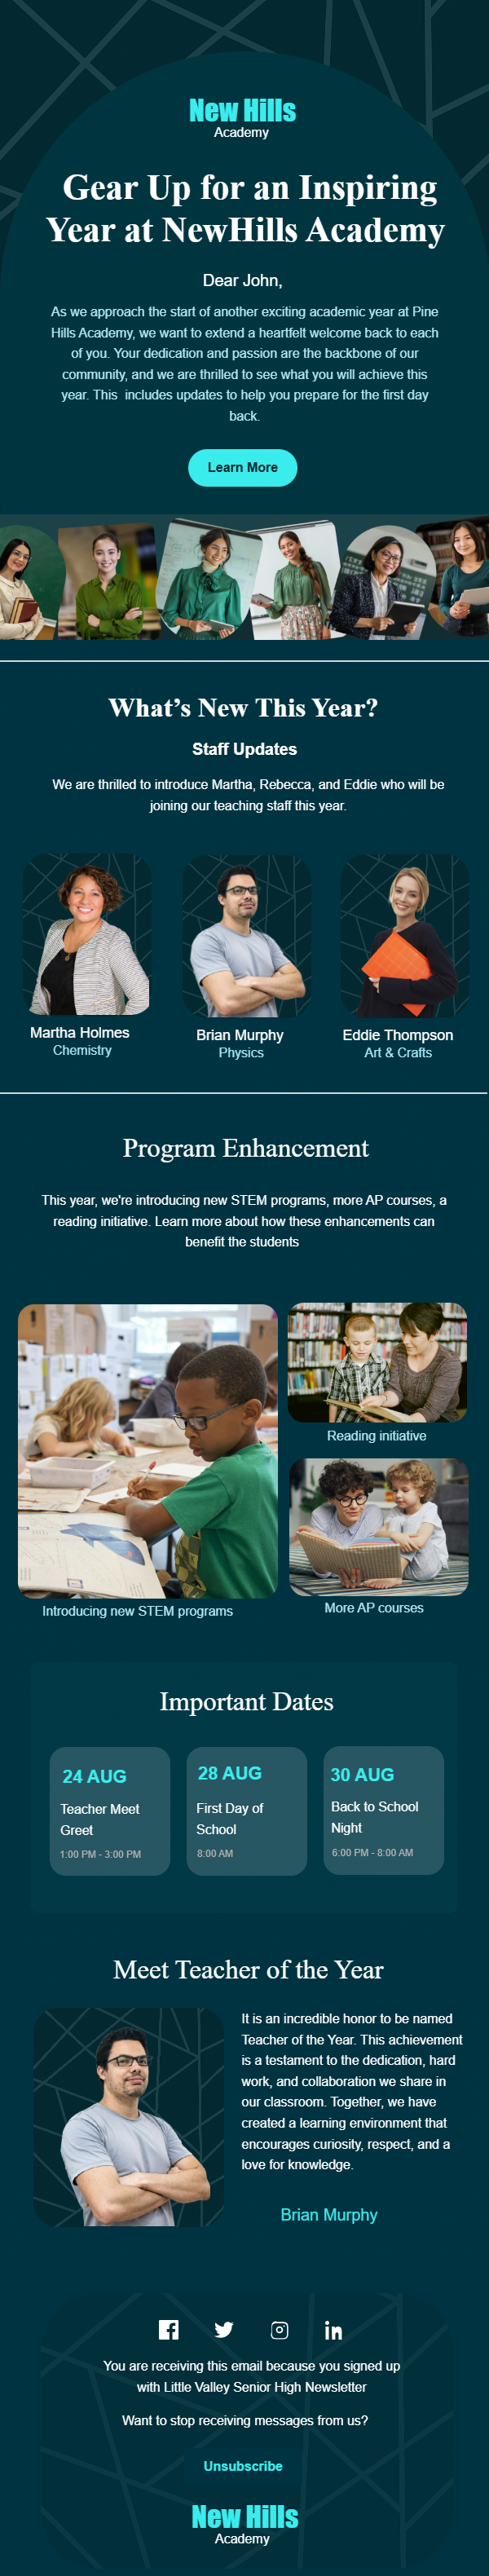 New Hills
Academy
Gear Up for an Inspiring
Year at NewHills Academy
Dear John,
As we approach the start of another exciting academic year at Pine
Hills Academy, we want to extend a heartfelt welcome back to each
of you. Your dedication and passion are the backbone of our
community, and we are thrilled to see what you will achieve this
year. This includes updates to help you prepare for the first day
back.
Learn More
What's New This Year?
Staff Updates
We are thrilled to introduce Martha, Rebecca, and Eddie who will be
joining our teaching staff this year.
Martha Holmes
Chemistry
Brian Murphy
Physics
Eddie Thompson
Art & Crafts
Program Enhancement
This year, we're introducing new STEM programs, more AP courses, a
reading initiative. Learn more about how these enhancements can
benefit the students
Reading initiative
Introducing new STEM programs
More AP courses
Important Dates
24 AUG
Teacher Meet
Greet
1:00 PM - 3:00 PM
28 AUG
First Day of
School
8:00 AM
30 AUG
Back to School
Night
6:00 PM - 8:00 AM
Meet Teacher of the Year
It is an incredible honor to be named
Teacher of the Year. This achievement
is a testament to the dedication, hard
work, and collaboration we share in
our classroom. Together, we have
created a learning environment that
encourages curiosity, respect, and a
love for knowledge.
Brian Murphy
You are receiving this email because you signed up
with Little Valley Senior High Newsletter
Want to stop receiving messages from us?
Unsubscribe
New Hills
Academy